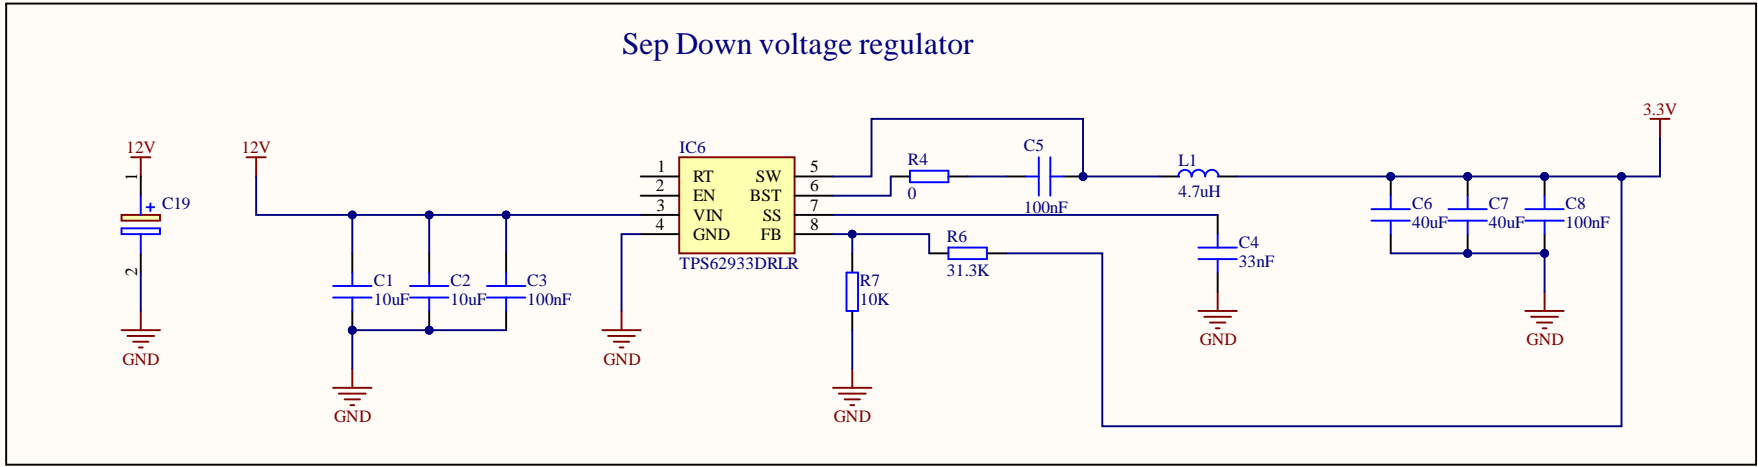 Sep Down voltage regulator
12V
1
+
C19
2
GND
12V
C1
10uF
C2
10uF
C3
100nF
GND
GND
IC6
1
RT
2
EN
3
VIN
4
GND
SW
5
BST
6
SS
7
FB
8
TPS62933DRLR
R4
0
C5
100nF
R6
31.3K
R7
10K
GND
L1
4.7uH
C4
33nF
GND
3.3V
C6
40uF
C7
40uF
C8
100nF
GND